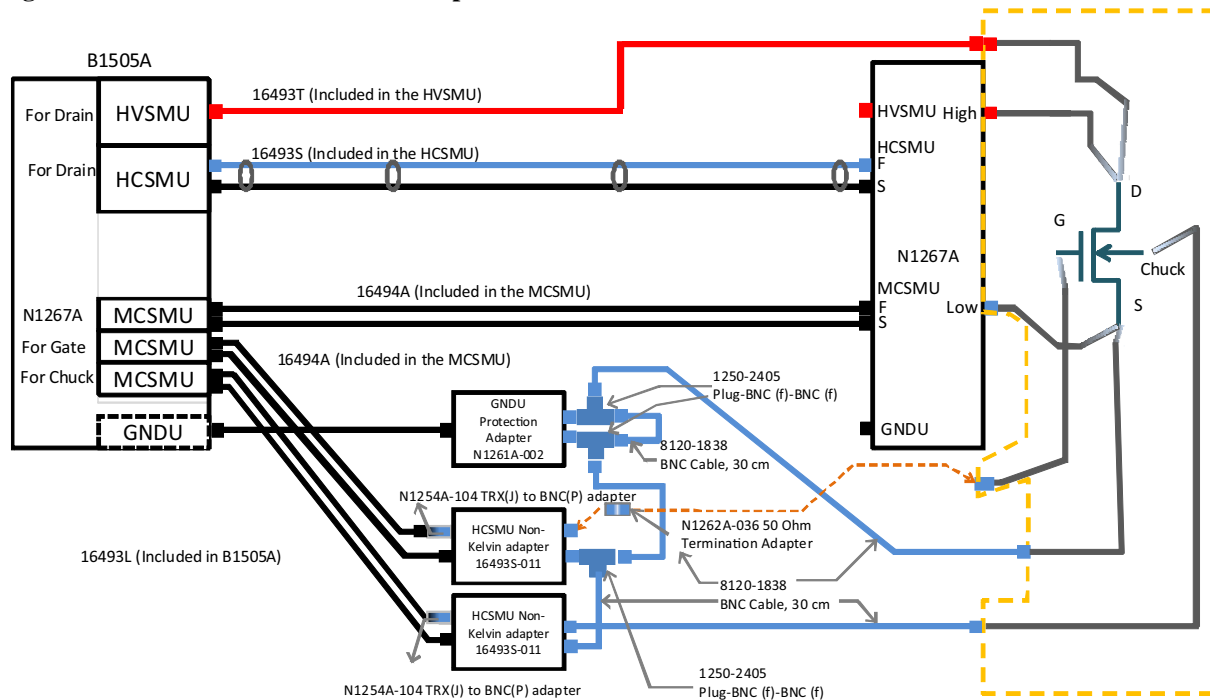 B1505A
For Drain
HVSMU
16493T (Included in the HVSMU)
For Drain
HCSMU
16493S (Included in the HCSMU)
HVSMU
High
HCSMU
F
S
N1267A
MCSMU
F
S
Low
GNDU
D
G
Chuck
S
N1267A
MCSMU
16494A (Included in the MCSMU)
For Gate
MCSMU
For Chuck
MCSMU
16494A (Included in the MCSMU)
GNDU
GNDU
Protection
Adapter
N1261A-002
1250-2405
Plug-BNC (f)-BNC (f)
8120-1838
BNC Cable, 30 cm
N1254A-104 TRX(J) to BNC(P) adapter
HCSMU Non-
Kelvin adapter
16493S-011
N1262A-036 50 Ohm
Termination Adapter
16493L (Included in B1505A)
8120-1838
BNC Cable, 30 cm
HCSMU Non-
Kelvin adapter
16493S-011
1250-2405
Plug-BNC (f)-BNC (f)
N1254A-104 TRX(J) to BNC(P) adapter